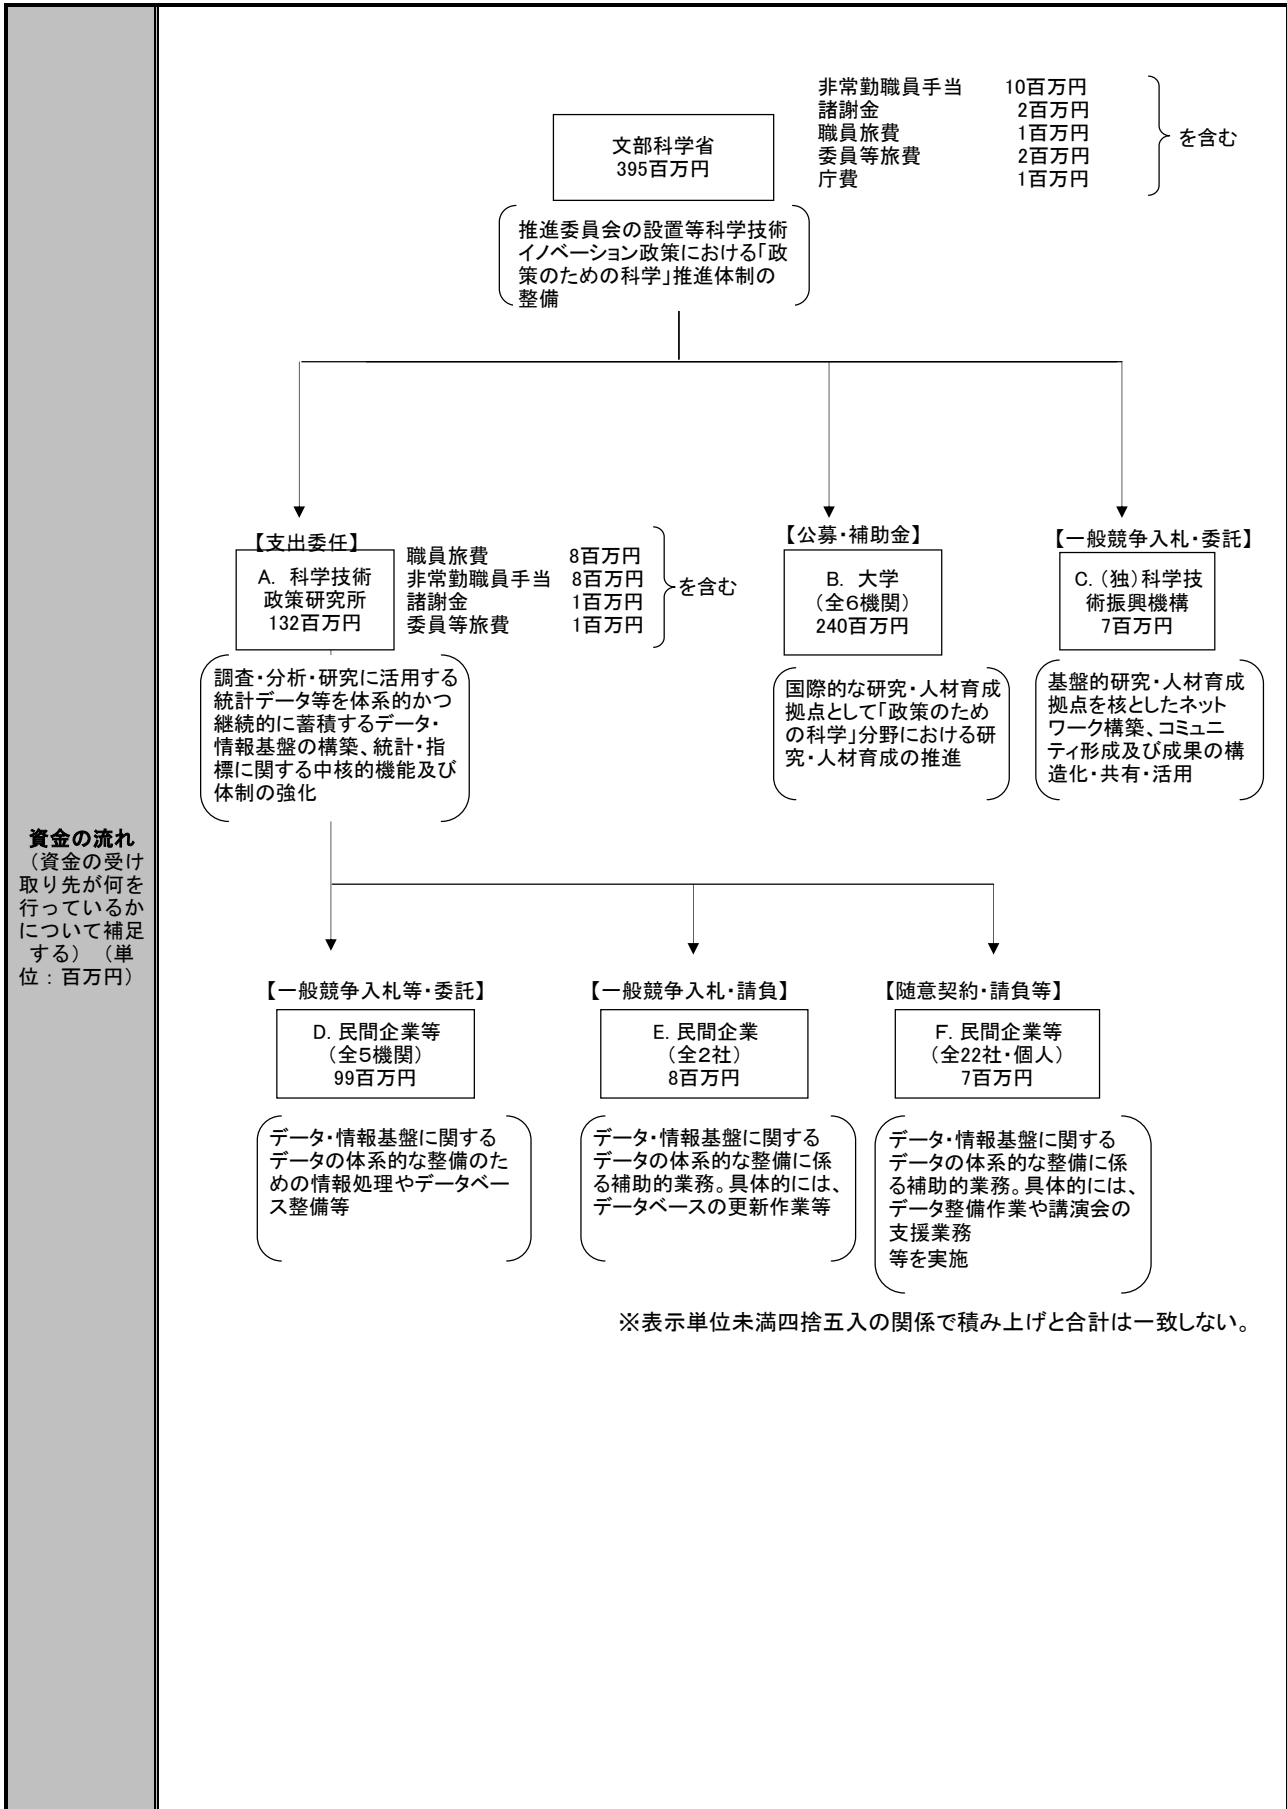 資金の流れ
（資金の受け
取り先が何を
行っているか
について補足
する）（単
位：百万円）
文部科学省
395百万円
非常勤職員手当 10百万円
諸謝金 2百万円
職員旅費 1百万円
委員等旅費 2百万円
庁費 1百万円
を含む
推進委員会の設置等科学技術
イノベーション政策における「政
策のための科学」推進体制の
整備
【支出委任】
A. 科学技術
政策研究所
132百万円
職員旅費 8百万円
非常勤職員手当 8百万円
諸謝金 1百万円
委員等旅費 1百万円
を含む
調査・分析・研究に活用する
統計データ等を体系的かつ
継続的に蓄積するデータ・
情報基盤の構築、統計・指
標に関する中核的機能及び
体制の強化
【公募・補助金】
B. 大学
（全６機関）
240百万円
国際的な研究・人材育成
拠点として「政策のため
の科学」分野における研
究・人材育成の推進
【一般競争入札・委託】
C. （独）科学技
術振興機構
7百万円
基盤的研究・人材育成
拠点を核としたネット
ワーク構築、コミュニ
ティ形成及び成果の構
造化・共有・活用
【一般競争入札等・委託】
D. 民間企業等
（全５機関）
99百万円
データ・情報基盤に関する
データの体系的な整備のた
めの情報処理やデータベー
ス整備等
【一般競争入札・請負】
E. 民間企業
（全２社）
8百万円
データ・情報基盤に関する
データの体系的な整備に係
る補助的業務。具体的には、
データベースの更新作業等
【随意契約・請負等】
F. 民間企業等
（全22社・個人）
7百万円
データ・情報基盤に関する
データの体系的な整備に係
る補助的業務。具体的には、
データ整備作業や講演会の
支援業務
等を実施
※表示単位未満四捨五入の関係で積み上げと合計は一致しない。